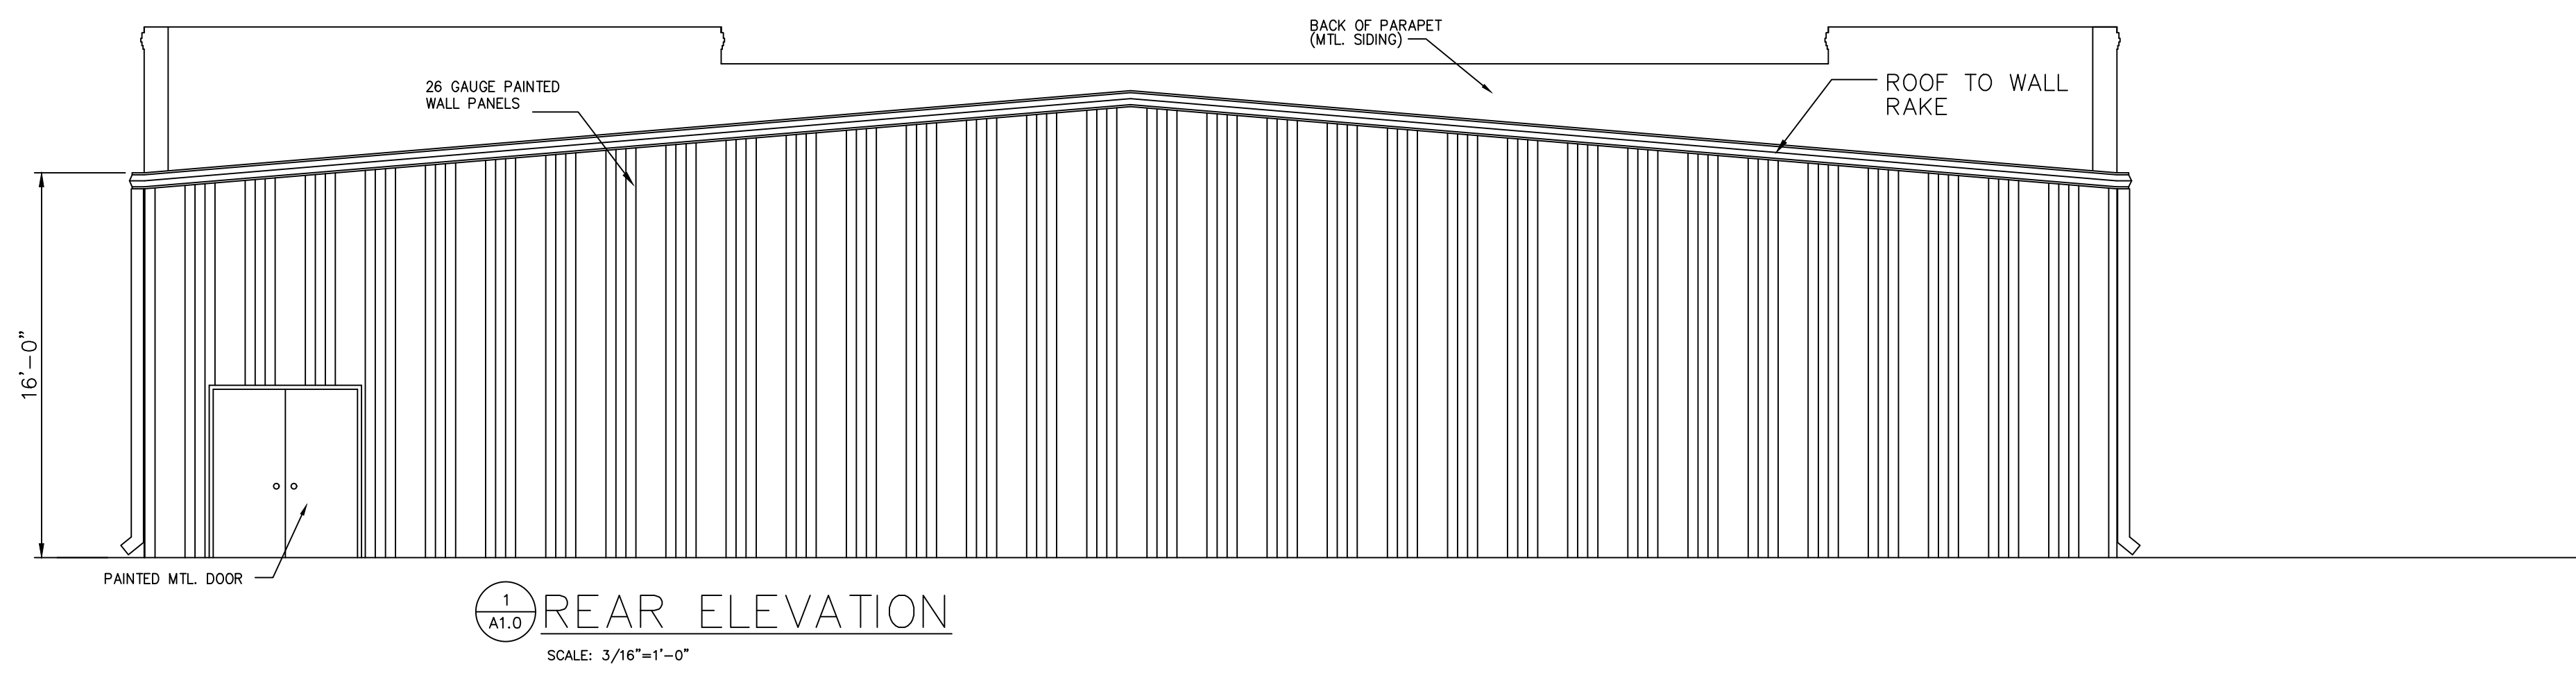 BACK OF PARAPET
(MTL. SIDING)
26 GAUGE PAINTED
WALL PANELS
ROOF TO WALL
RAKE
16'-0"
PAINTED MTL. DOOR
1
A1.0
REAR ELEVATION
SCALE: 3/16"=1'-0"